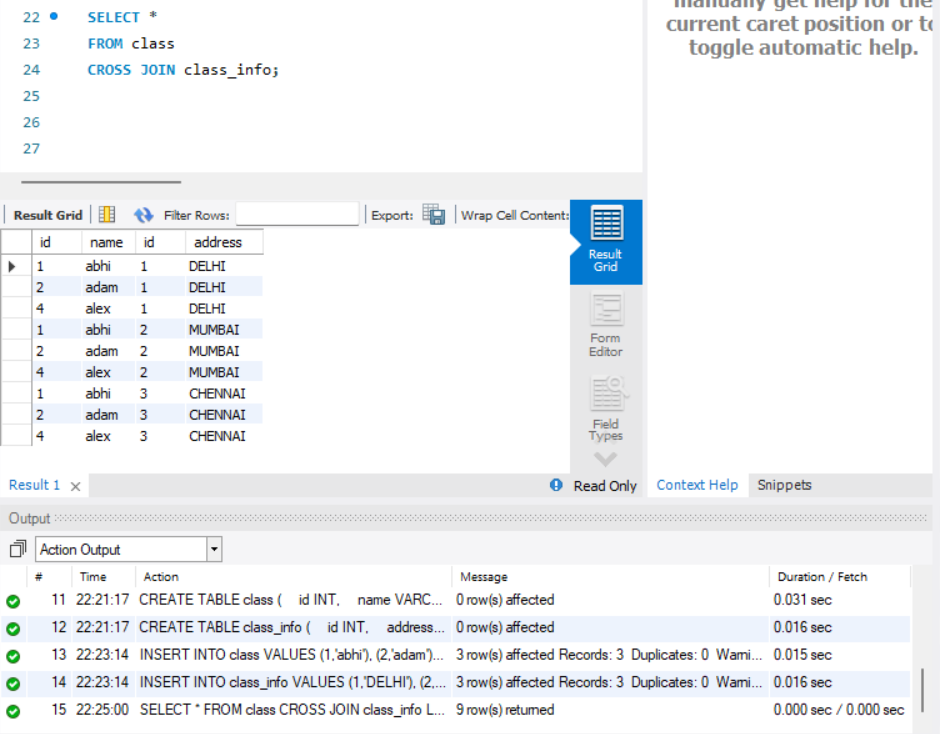 manually get help for the
current caret position or to
toggle automatic help.
22 SELECT *
23 FROM class
24 CROSS JOIN class_info;
25
26
27
Result Grid Filter Rows: Export: Wrap Cell Content:
id name id address
1 abhi 1 DELHI
2 adam 1 DELHI
4 alex 1 DELHI
1 abhi 2 MUMBAI
2 adam 2 MUMBAI
4 alex 2 MUMBAI
1 abhi 3 CHENNAI
2 adam 3 CHENNAI
4 alex 3 CHENNAI
Result
Grid
Form
Editor
Field
Types
Result 1 × Read Only Context Help Snippets
Output
Action Output
# Time Action Message Duration / Fetch
11 22:21:17 CREATE TABLE class ( id INT, name VARC... 0 row(s) affected 0.031 sec
12 22:21:17 CREATE TABLE class_info ( id INT, address... 0 row(s) affected 0.016 sec
13 22:23:14 INSERT INTO class VALUES (1,'abhi'), (2,'adam')... 3 row(s) affected Records: 3 Duplicates: 0 Warni... 0.015 sec
14 22:23:14 INSERT INTO class_info VALUES (1,'DELHI'), (2,... 3 row(s) affected Records: 3 Duplicates: 0 Warni... 0.016 sec
15 22:25:00 SELECT * FROM class CROSS JOIN class_info L... 9 row(s) returned 0.000 sec / 0.000 sec